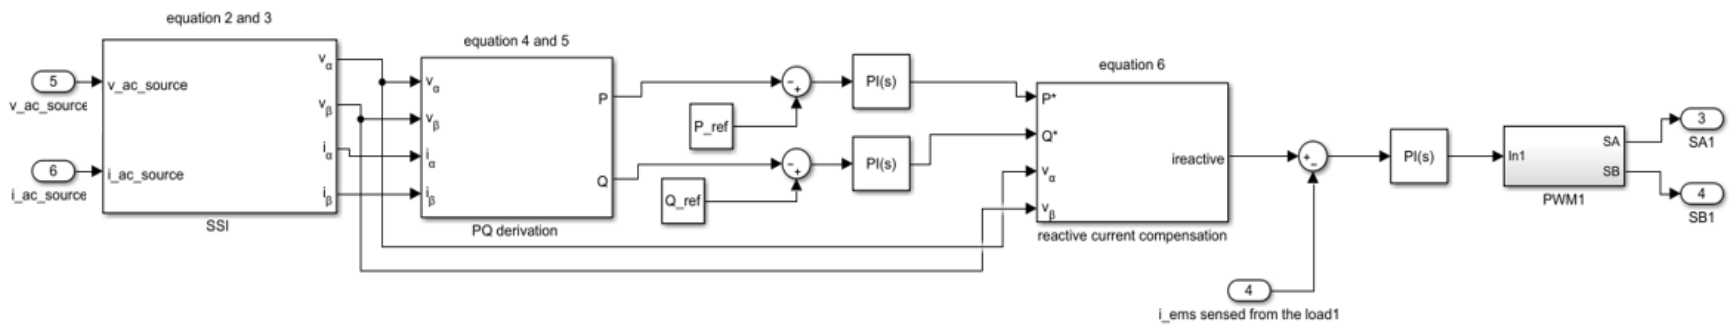 equation 2 and 3
5
v_ac_source
6
i_ac_source
v_ac_source
i_ac_source
vα
vβ
iα
iβ
SSI
equation 4 and 5
vα
vβ
iα
iβ
P
Q
PQ derivation
P_ref
Q_ref
−
+
−
+
PI(s)
PI(s)
equation 6
P*
Q*
vα
vβ
ireactive
reactive current compensation
+
−
4
i_ems sensed from the load1
PI(s)
In1
SA
SB
PWM1
3
SA1
4
SB1